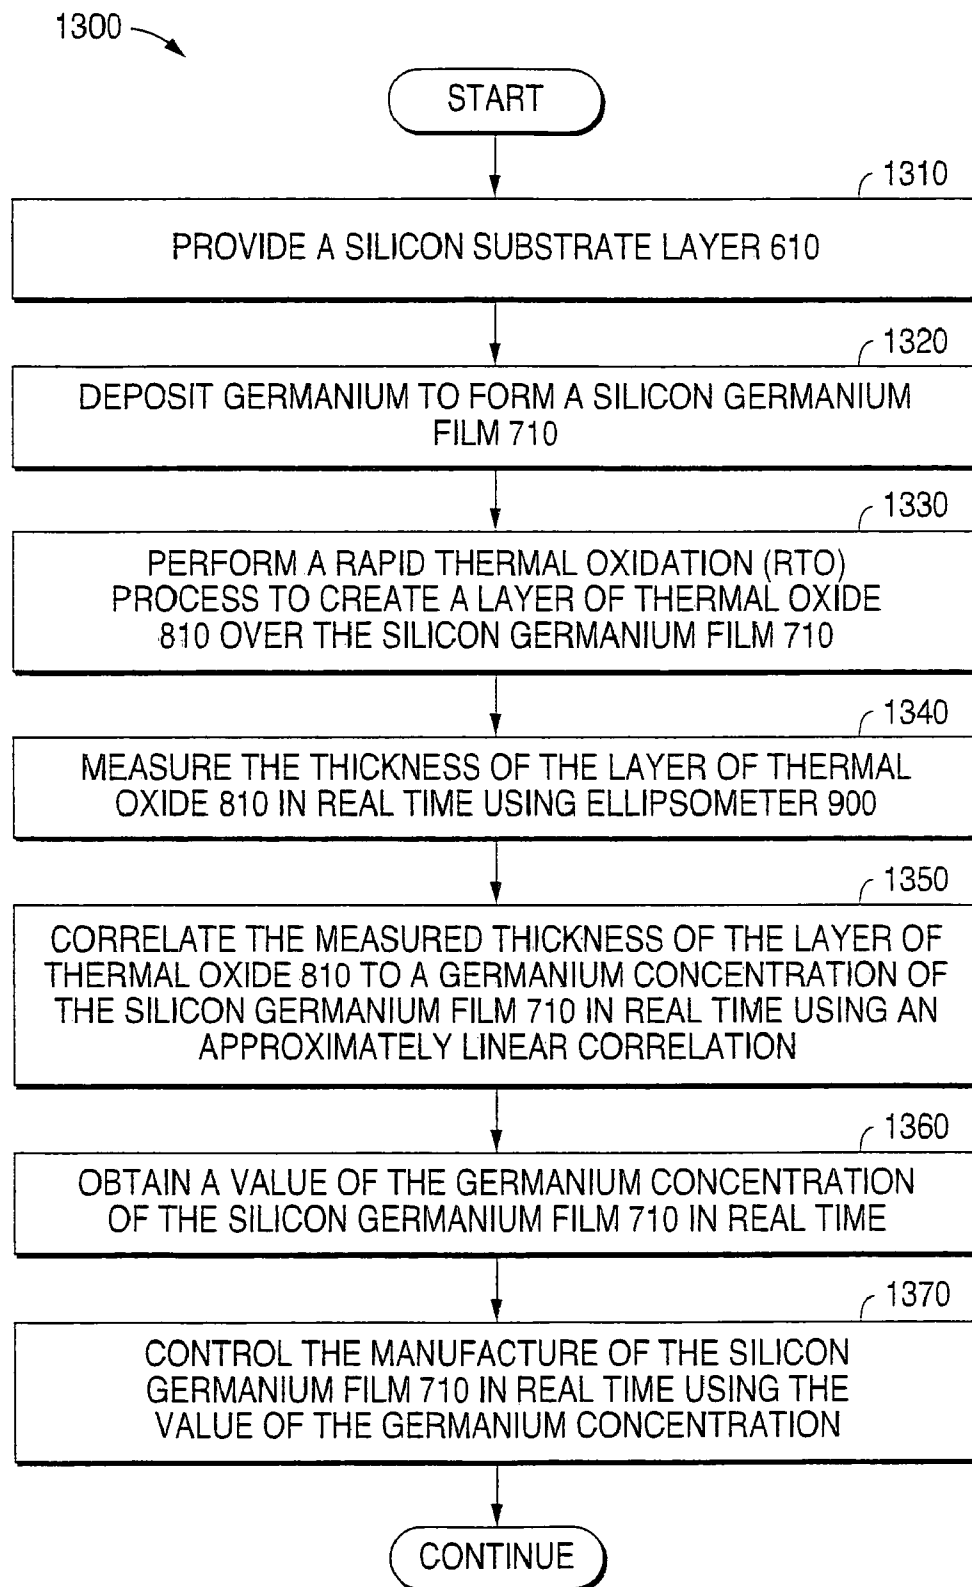 1300
START
1310
PROVIDE A SILICON SUBSTRATE LAYER 610
1320
DEPOSIT GERMANIUM TO FORM A SILICON GERMANIUM
FILM 710
1330
PERFORM A RAPID THERMAL OXIDATION (RTO)
PROCESS TO CREATE A LAYER OF THERMAL OXIDE
810 OVER THE SILICON GERMANIUM FILM 710
1340
MEASURE THE THICKNESS OF THE LAYER OF THERMAL
OXIDE 810 IN REAL TIME USING ELLIPSOMETER 900
1350
CORRELATE THE MEASURED THICKNESS OF THE LAYER OF
THERMAL OXIDE 810 TO A GERMANIUM CONCENTRATION OF
THE SILICON GERMANIUM FILM 710 IN REAL TIME USING AN
APPROXIMATELY LINEAR CORRELATION
1360
OBTAIN A VALUE OF THE GERMANIUM CONCENTRATION
OF THE SILICON GERMANIUM FILM 710 IN REAL TIME
1370
CONTROL THE MANUFACTURE OF THE SILICON
GERMANIUM FILM 710 IN REAL TIME USING THE
VALUE OF THE GERMANIUM CONCENTRATION
CONTINUE